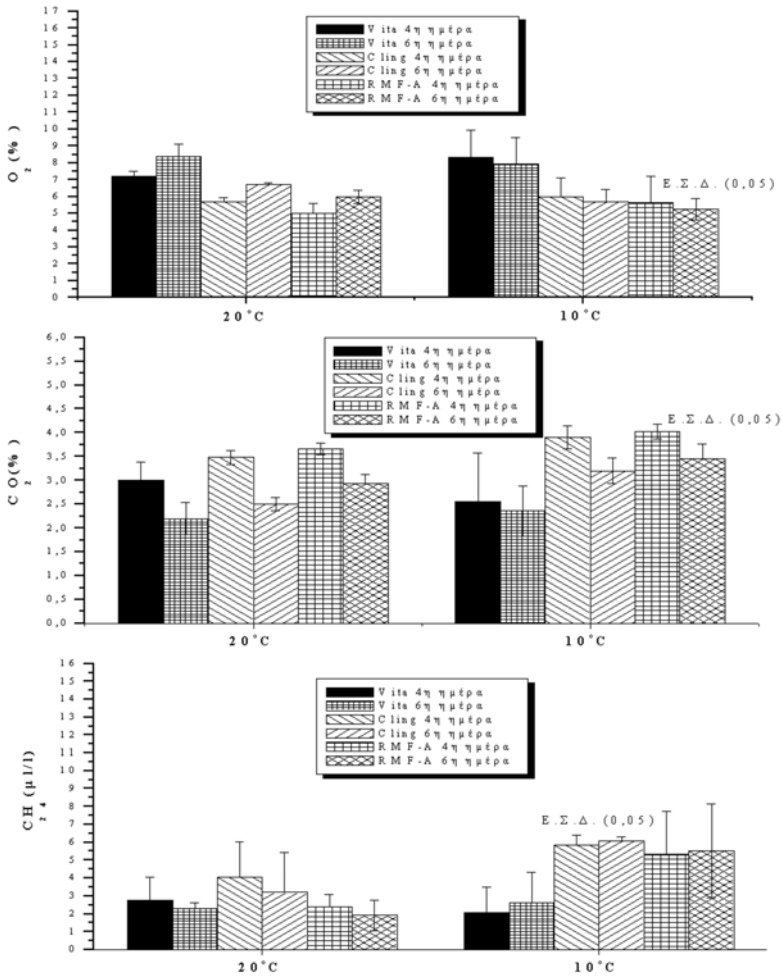 17
16
15
14
13
12
11
10
9
8
7
6
5
4
3
2
1
0
O2 (%)
Vita 4η ημέρα
Vita 6η ημέρα
Cling 4η ημέρα
Cling 6η ημέρα
RMF-A 4η ημέρα
RMF-A 6η ημέρα
Ε.Σ.Δ. (0,05)
20°C 10°C
6,0
5,5
5,0
4,5
4,0
3,5
3,0
2,5
2,0
1,5
1,0
0,5
0,0
CO2(%)
Vita 4η ημέρα
Vita 6η ημέρα
Cling 4η ημέρα
Cling 6η ημέρα
RMF-A 4η ημέρα
RMF-A 6η ημέρα
Ε.Σ.Δ. (0,05)
20°C 10°C
16
15
14
13
12
11
10
9
8
7
6
5
4
3
2
1
0
C2H4 (μl/l)
Vita 4η ημέρα
Vita 6η ημέρα
Cling 4η ημέρα
Cling 6η ημέρα
RMF-A 4η ημέρα
RMF-A 6η ημέρα
Ε.Σ.Δ. (0,05)
20°C 10°C